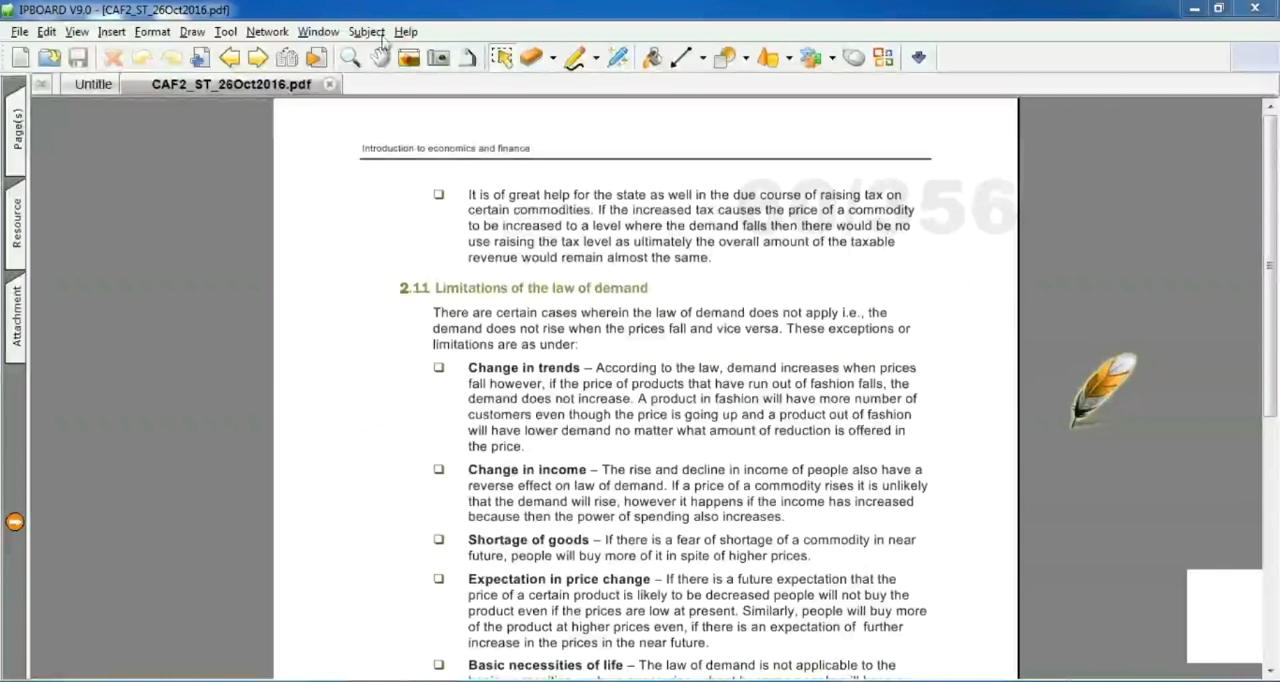 IPBOARD V9.0 - [CAF2_ST_26Oct2016.pdf]
File Edit View Insert Format Draw Tool Network Window Subject Help
Untitle CAF2_ST_26Oct2016.pdf
Page(s)
Resource
Attachment
Introduction to economics and finance
❑ It is of great help for the state as well in the due course of raising tax on
certain commodities. If the increased tax causes the price of a commodity
to be increased to a level where the demand falls then there would be no
use raising the tax level as ultimately the overall amount of the taxable
revenue would remain almost the same.
2.11 Limitations of the law of demand
There are certain cases wherein the law of demand does not apply i.e., the
demand does not rise when the prices fall and vice versa. These exceptions or
limitations are as under:
❑ Change in trends – According to the law, demand increases when prices
fall however, if the price of products that have run out of fashion falls, the
demand does not increase. A product in fashion will have more number of
customers even though the price is going up and a product out of fashion
will have lower demand no matter what amount of reduction is offered in
the price.
❑ Change in income – The rise and decline in income of people also have a
reverse effect on law of demand. If a price of a commodity rises it is unlikely
that the demand will rise, however it happens if the income has increased
because then the power of spending also increases.
❑ Shortage of goods – If there is a fear of shortage of a commodity in near
future, people will buy more of it in spite of higher prices.
❑ Expectation in price change – If there is a future expectation that the
price of a certain product is likely to be decreased people will not buy the
product even if the prices are low at present. Similarly, people will buy more
of the product at higher prices even, if there is an expectation of further
increase in the prices in the near future.
❑ Basic necessities of life – The law of demand is not applicable to the